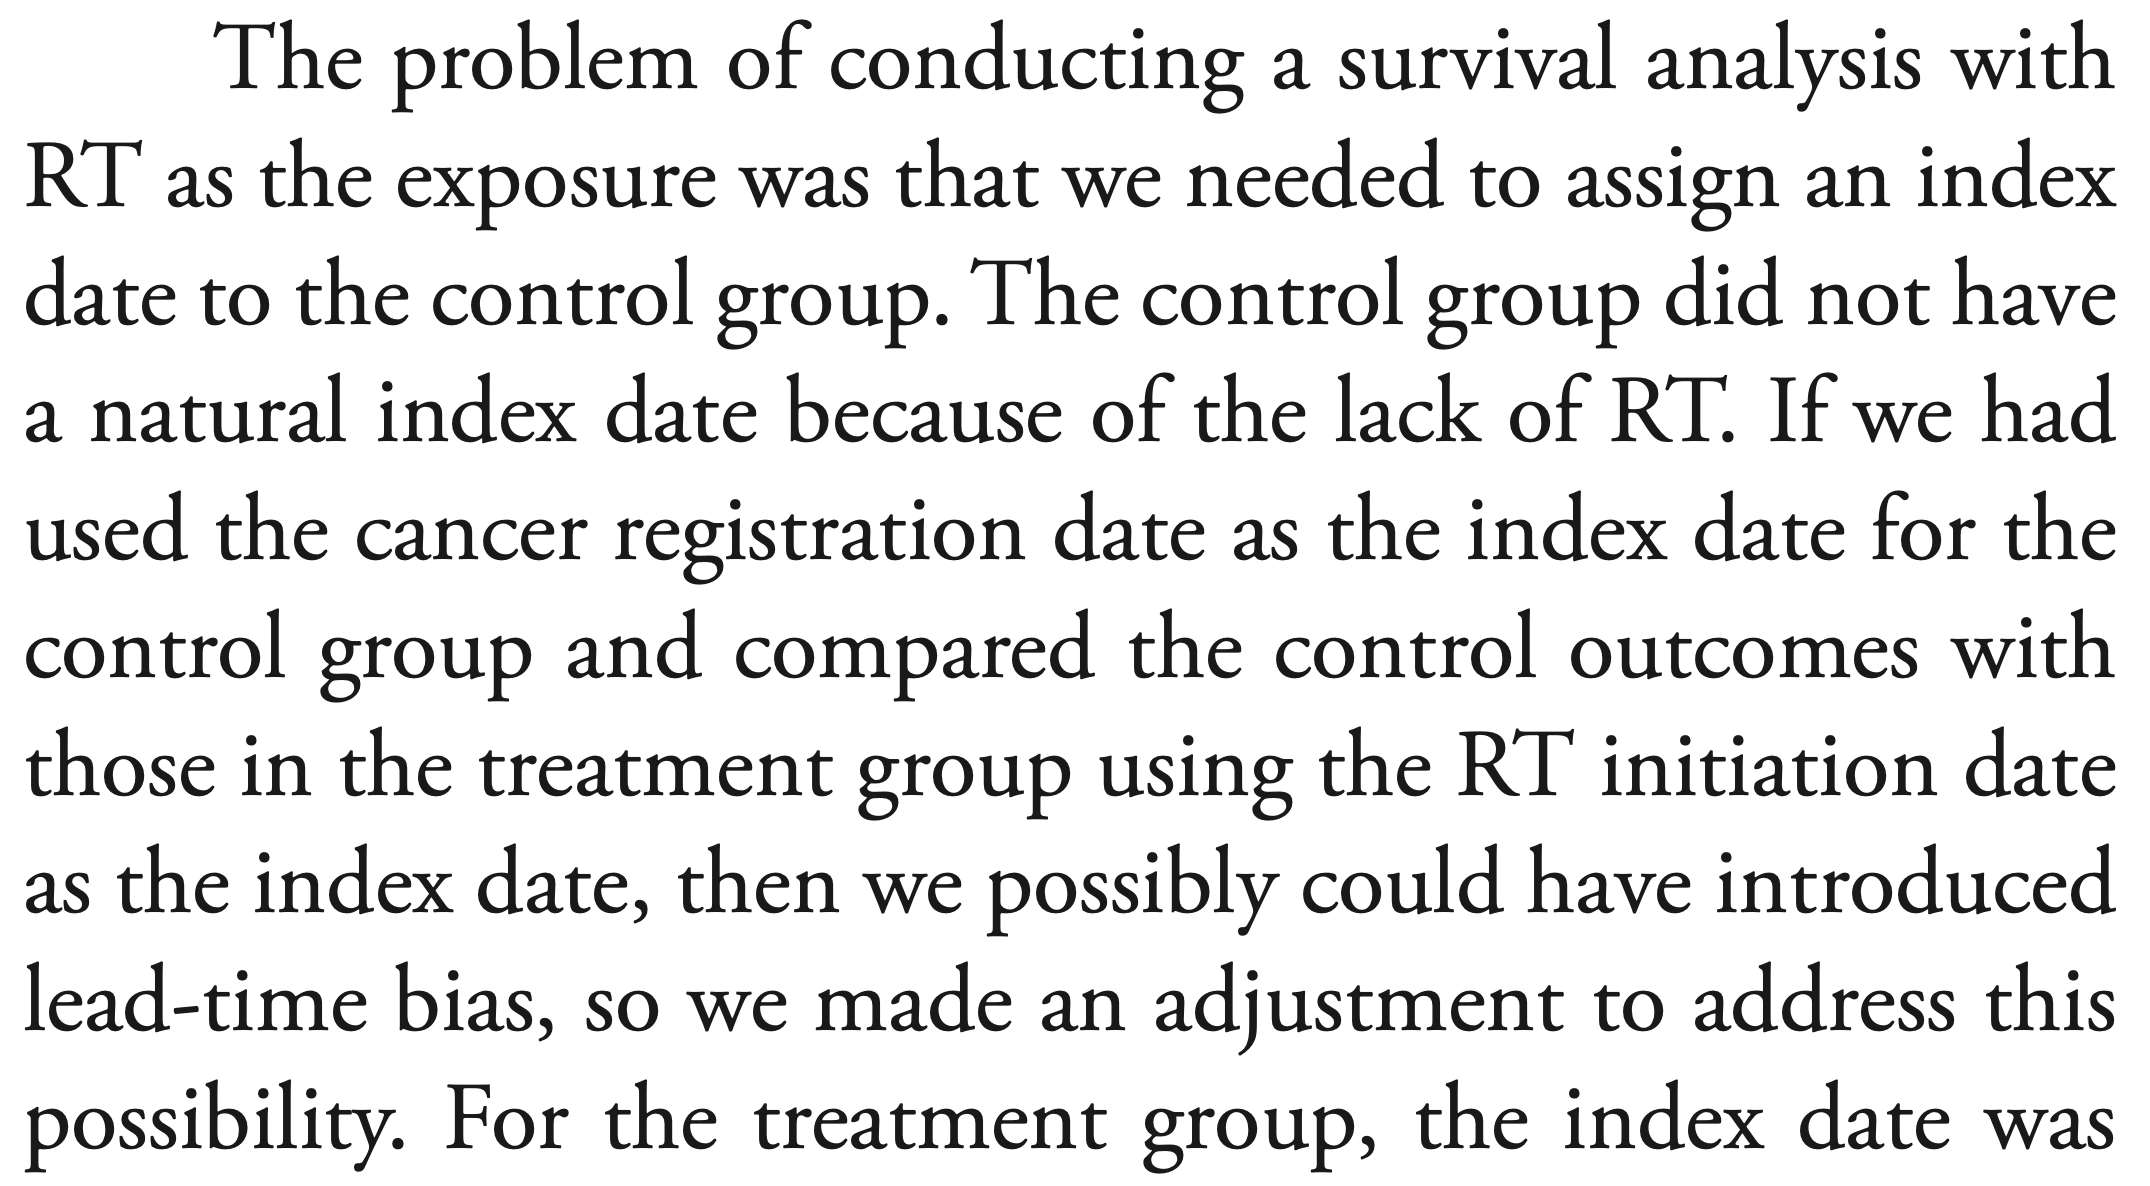 The problem of conducting a survival analysis with
RT as the exposure was that we needed to assign an index
date to the control group. The control group did not have
a natural index date because of the lack of RT. If we had
used the cancer registration date as the index date for the
control group and compared the control outcomes with
those in the treatment group using the RT initiation date
as the index date, then we possibly could have introduced
lead-time bias, so we made an adjustment to address this
possibility. For the treatment group, the index date was